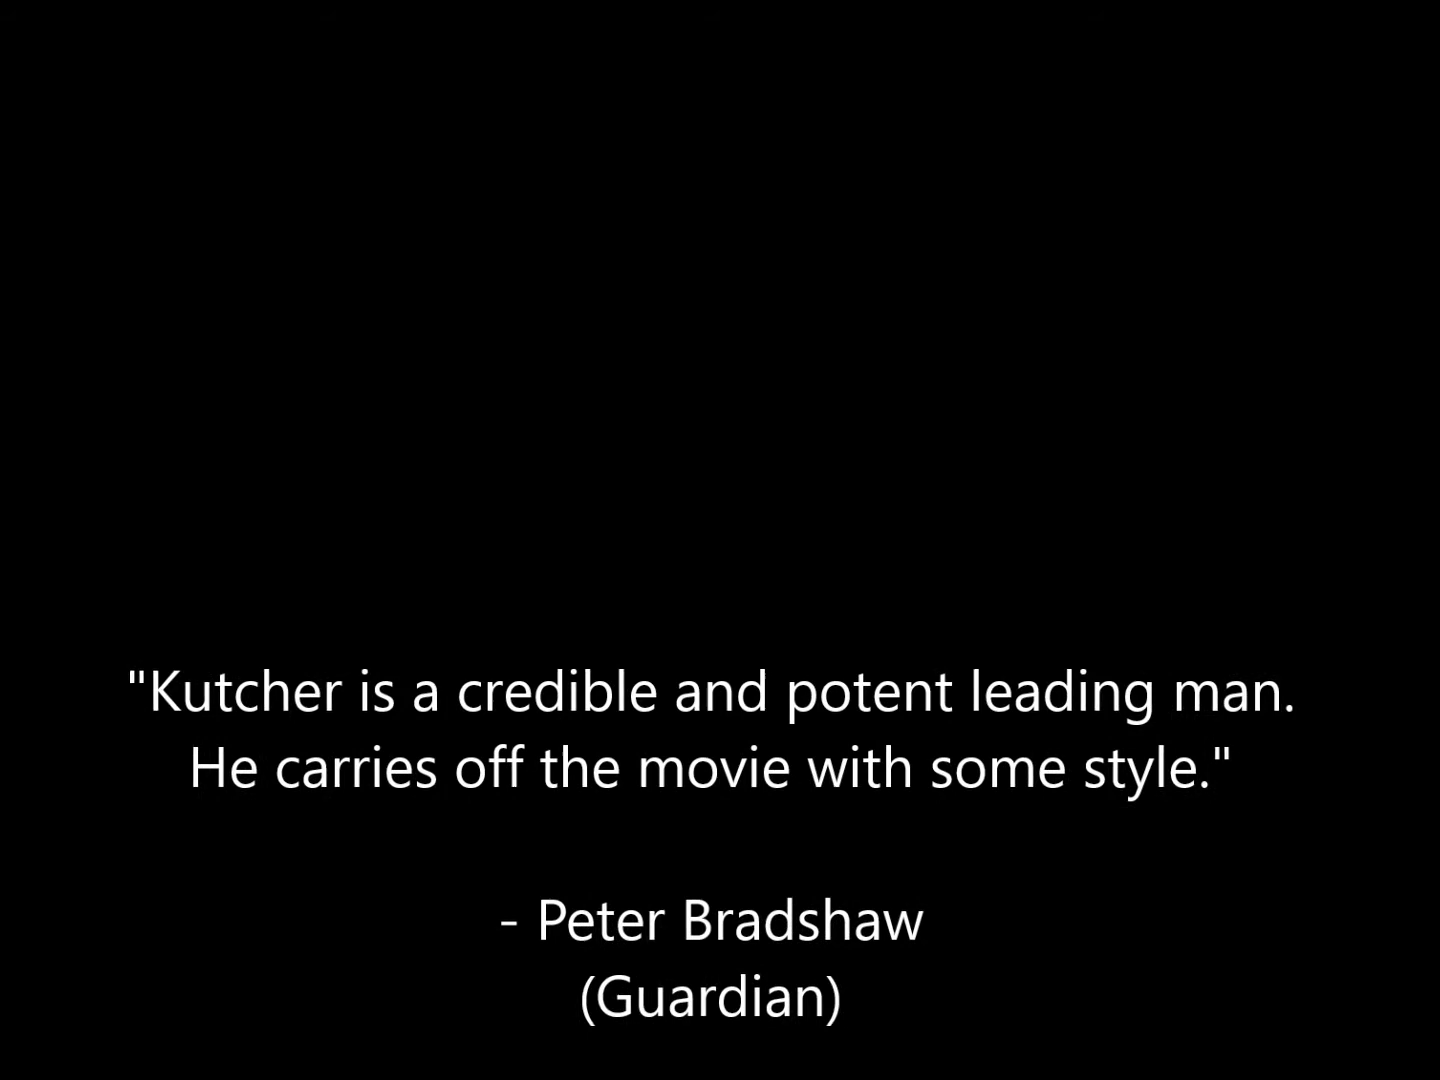 "Kutcher is a credible and potent leading man.
He carries off the movie with some style."
- Peter Bradshaw
(Guardian)